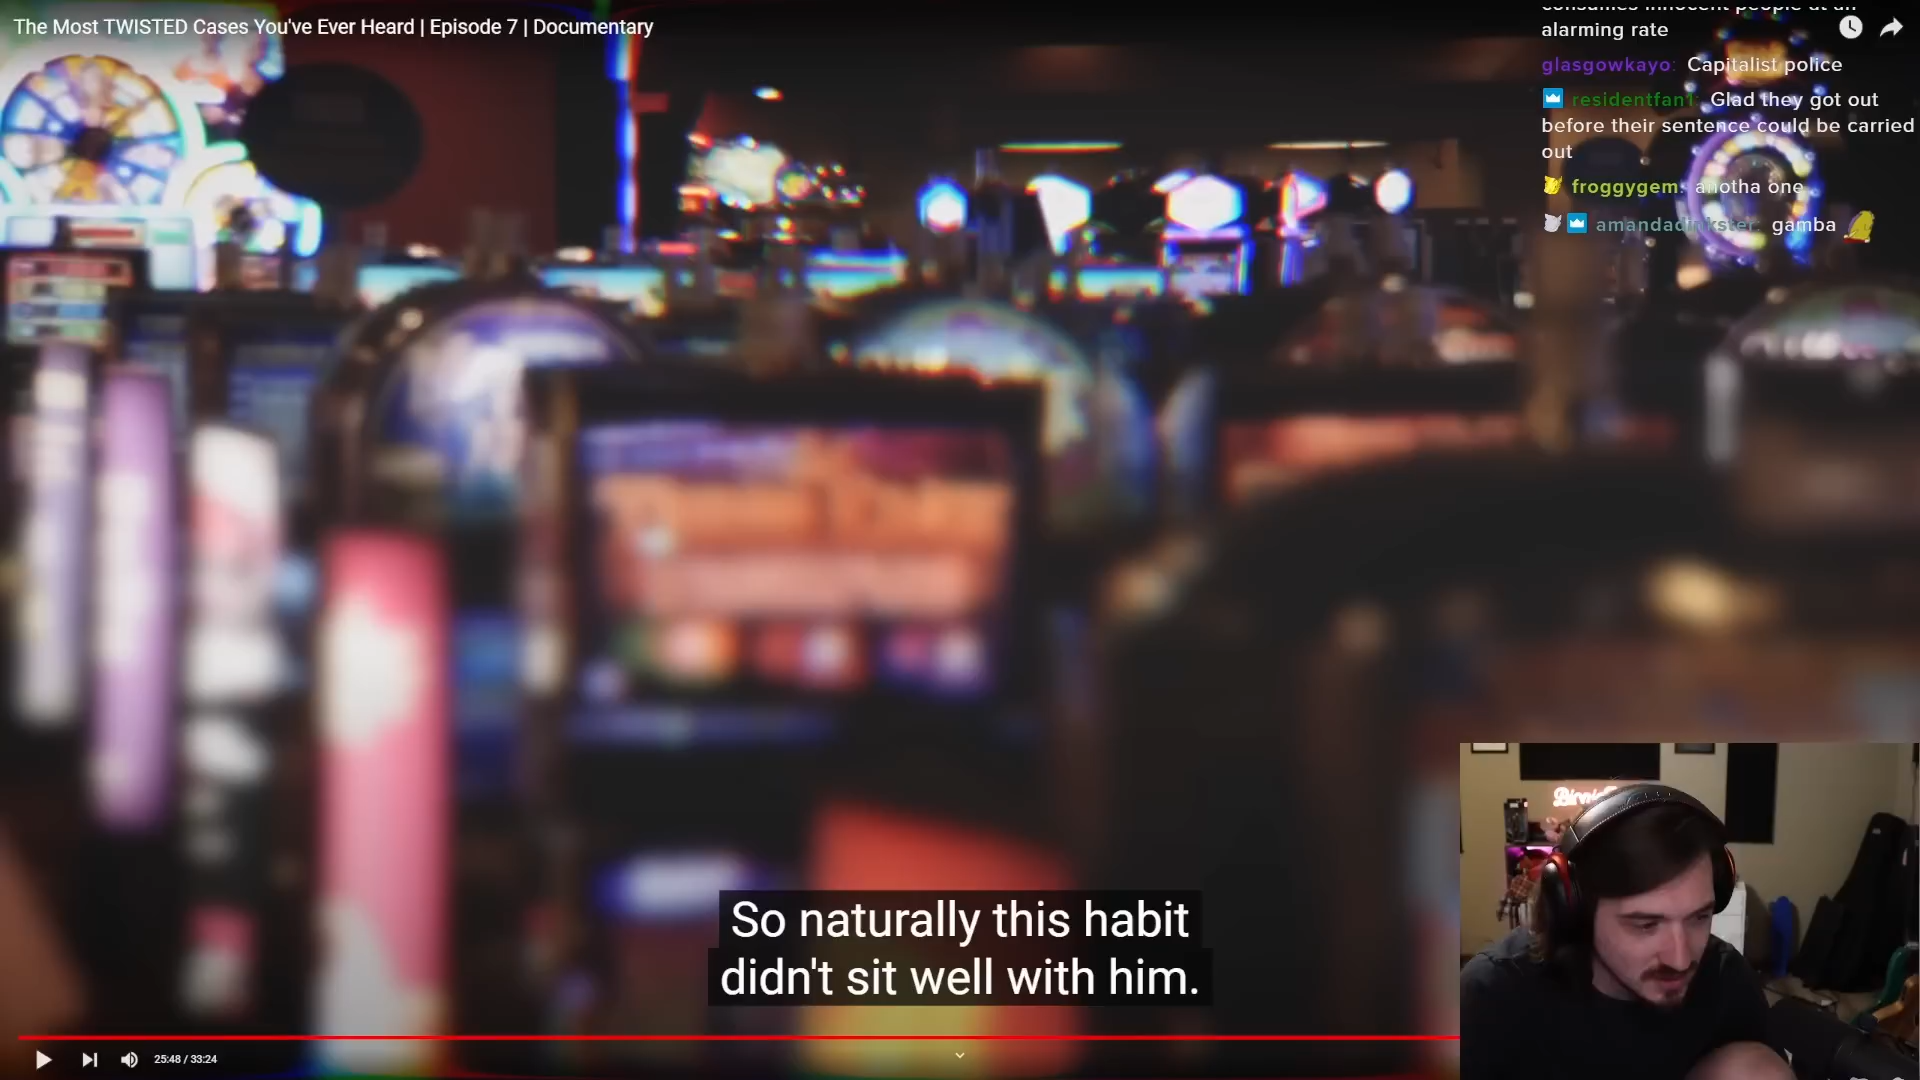 The Most TWISTED Cases You've Ever Heard | Episode 7 | Documentary
alarming rate
glasgowkayo: Capitalist police
residentfan1: Glad they got out
before their sentence could be carried
out
froggygem: anotha one
amandadinkster: gamba
So naturally this habit
didn't sit well with him.
25:48 / 33:24